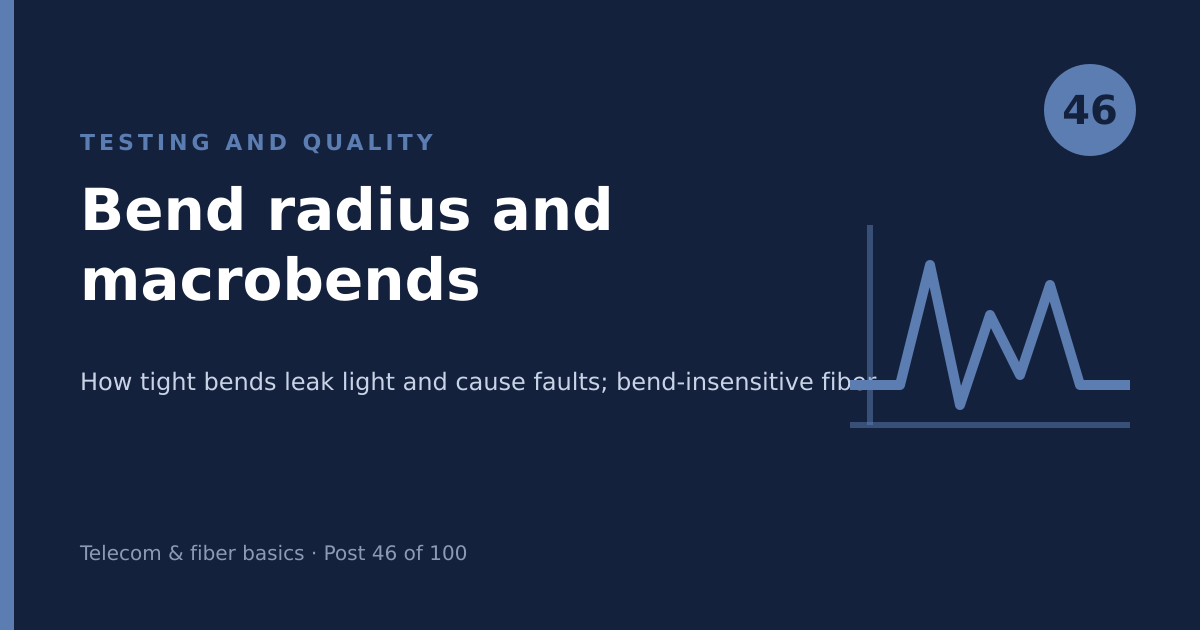 46
TESTING AND QUALITY
Bend radius and
macrobends
How tight bends leak light and cause faults; bend-insensitive fiber
Telecom & fiber basics · Post 46 of 100